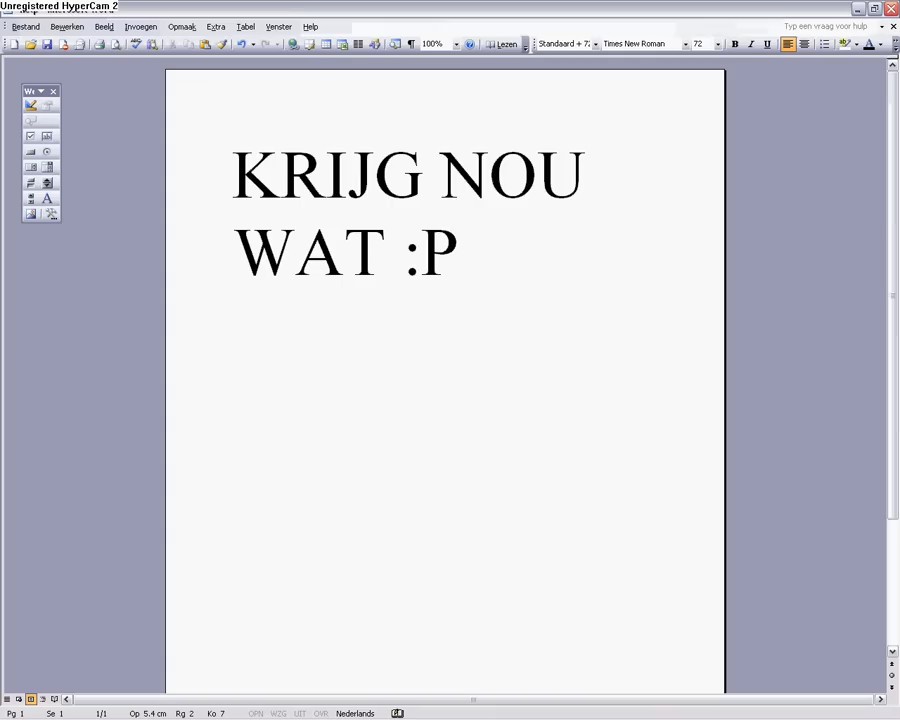 Unregistered HyperCam 2
Bestand Bewerken Beeld Invoegen Opmaak Extra Tabel Venster Help Typ een vraag voor hulp
100% Lezen Standaard + 72 Times New Roman 72 B I U
KRIJG NOU
WAT :P
Pg 1 Se 1 1/1 Op 5.4 cm Rg 2 Ko 7 OPN WZG UIT OVR Nederlands